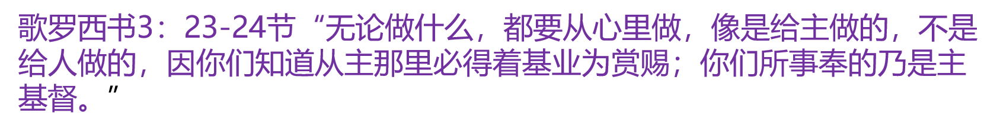 歌罗西书3：23-24节“无论做什么，都要从心里做，像是给主做的，不是
给人做的，因你们知道从主那里必得着基业为赏赐；你们所事奉的乃是主
基督。”